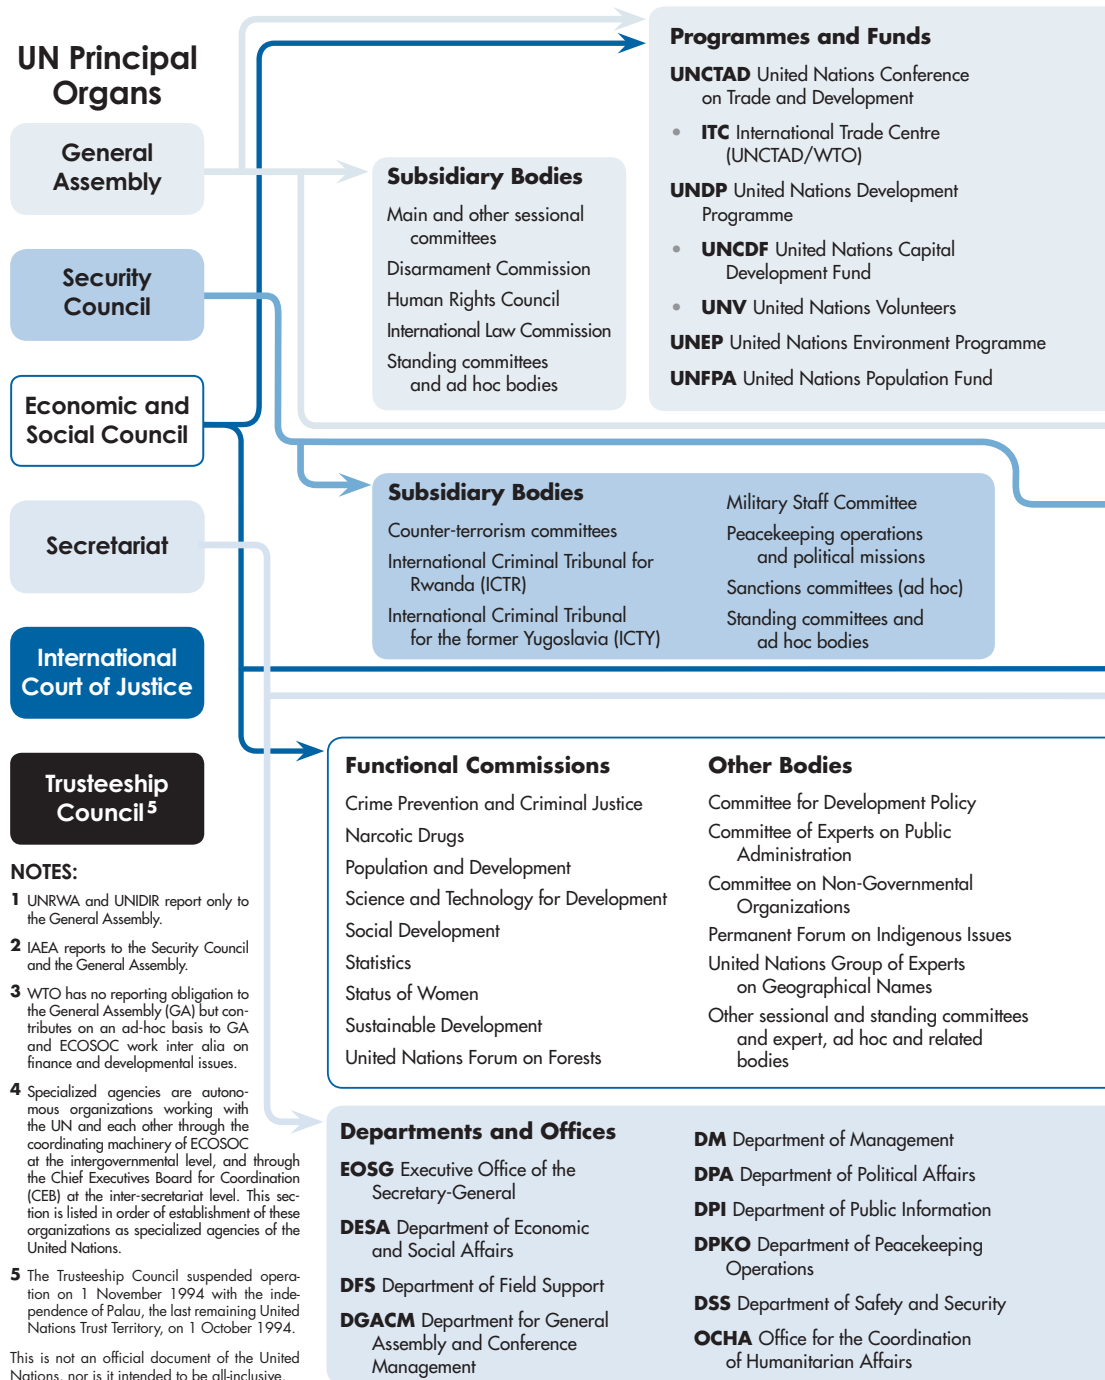 UN Principal
Organs
General
Assembly
Security
Council
Economic and
Social Council
Secretariat
International
Court of Justice
Trusteeship
Council 5
NOTES:
1 UNRWA and UNIDIR report only to
the General Assembly.
2 IAEA reports to the Security Council
and the General Assembly.
3 WTO has no reporting obligation to
the General Assembly (GA) but con-
tributes on an ad-hoc basis to GA
and ECOSOC work inter alia on
finance and developmental issues.
4 Specialized agencies are autono-
mous organizations working with
the UN and each other through the
coordinating machinery of ECOSOC
at the intergovernmental level, and through
the Chief Executives Board for Coordination
(CEB) at the inter-secretariat level. This sec-
tion is listed in order of establishment of these
organizations as specialized agencies of the
United Nations.
5 The Trusteeship Council suspended opera-
tion on 1 November 1994 with the inde-
pendence of Palau, the last remaining United
Nations Trust Territory, on 1 October 1994.
This is not an official document of the United
Nations, nor is it intended to be all-inclusive.
Subsidiary Bodies
Main and other sessional
committees
Disarmament Commission
Human Rights Council
International Law Commission
Standing committees
and ad hoc bodies
Programmes and Funds
UNCTAD United Nations Conference
on Trade and Development
• ITC International Trade Centre
(UNCTAD/WTO)
UNDP United Nations Development
Programme
• UNCDF United Nations Capital
Development Fund
• UNV United Nations Volunteers
UNEP United Nations Environment Programme
UNFPA United Nations Population Fund
Subsidiary Bodies
Counter-terrorism committees
International Criminal Tribunal for
Rwanda (ICTR)
International Criminal Tribunal
for the former Yugoslavia (ICTY)
Military Staff Committee
Peacekeeping operations
and political missions
Sanctions committees (ad hoc)
Standing committees and
ad hoc bodies
Functional Commissions
Crime Prevention and Criminal Justice
Narcotic Drugs
Population and Development
Science and Technology for Development
Social Development
Statistics
Status of Women
Sustainable Development
United Nations Forum on Forests
Other Bodies
Committee for Development Policy
Committee of Experts on Public
Administration
Committee on Non-Governmental
Organizations
Permanent Forum on Indigenous Issues
United Nations Group of Experts
on Geographical Names
Other sessional and standing committees
and expert, ad hoc and related
bodies
Departments and Offices
EOSG Executive Office of the
Secretary-General
DESA Department of Economic
and Social Affairs
DFS Department of Field Support
DGACM Department for General
Assembly and Conference
Management
DM Department of Management
DPA Department of Political Affairs
DPI Department of Public Information
DPKO Department of Peacekeeping
Operations
DSS Department of Safety and Security
OCHA Office for the Coordination
of Humanitarian Affairs